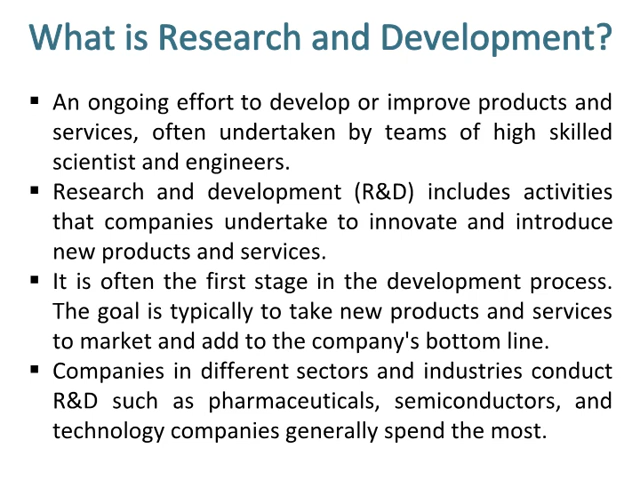 What is Research and Development?
▪ An ongoing effort to develop or improve products and
services, often undertaken by teams of high skilled
scientist and engineers.
▪ Research and development (R&D) includes activities
that companies undertake to innovate and introduce
new products and services.
▪ It is often the first stage in the development process.
The goal is typically to take new products and services
to market and add to the company's bottom line.
▪ Companies in different sectors and industries conduct
R&D such as pharmaceuticals, semiconductors, and
technology companies generally spend the most.